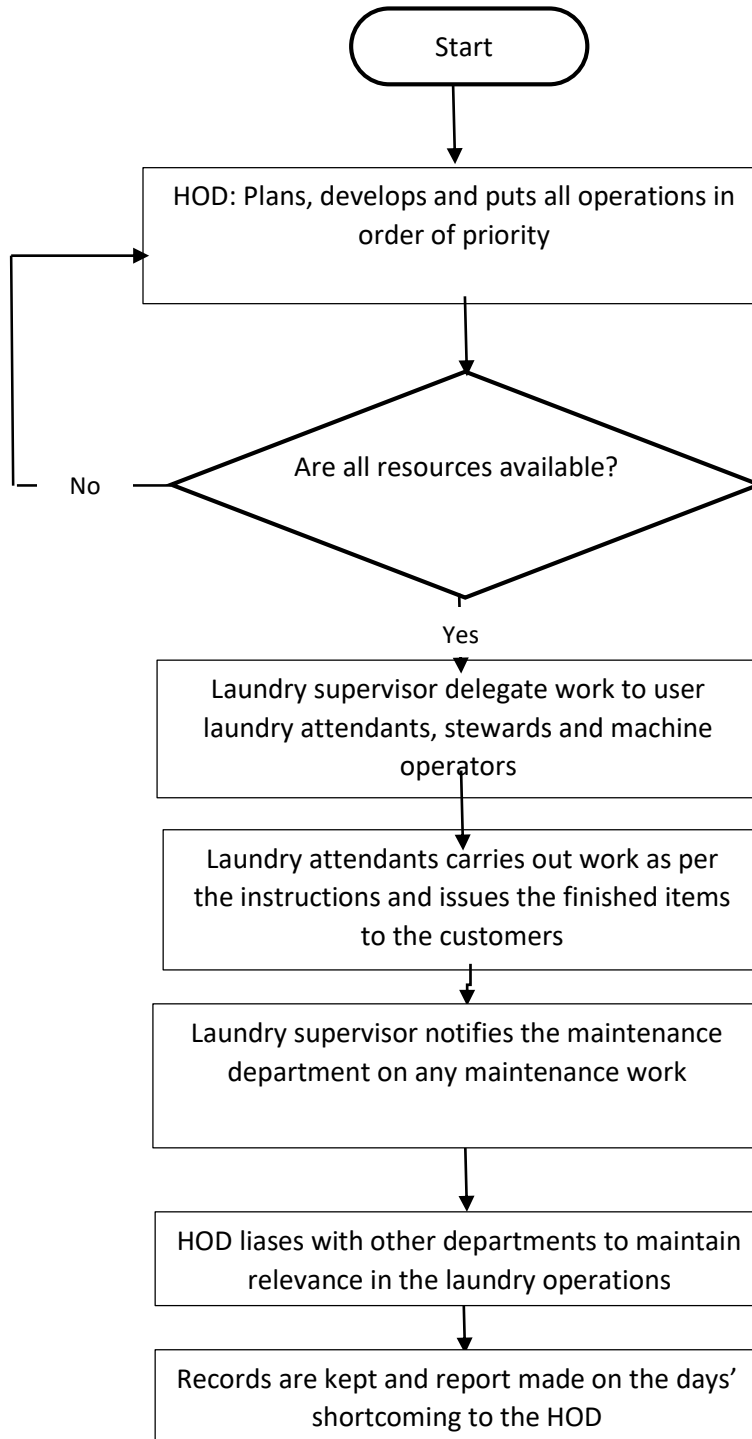 Start
HOD: Plans, develops and puts all operations in
order of priority
Are all resources available?
No
Yes
Laundry supervisor delegate work to user
laundry attendants, stewards and machine
operators
Laundry attendants carries out work as per
the instructions and issues the finished items
to the customers
Laundry supervisor notifies the maintenance
department on any maintenance work
HOD liases with other departments to maintain
relevance in the laundry operations
Records are kept and report made on the days’
shortcoming to the HOD